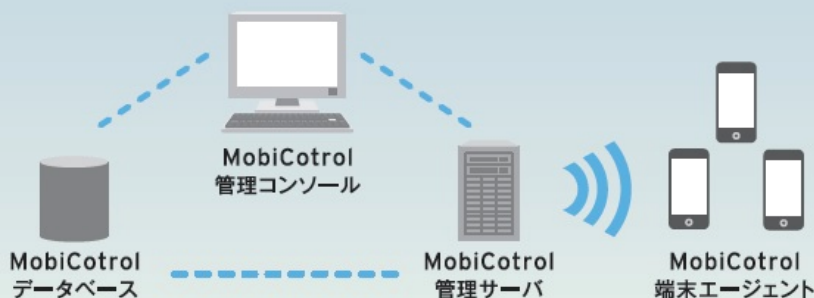 MobiCotrol
管理コンソール
MobiCotrol
データベース
MobiCotrol
管理サーバ
MobiCotrol
端末エージェント